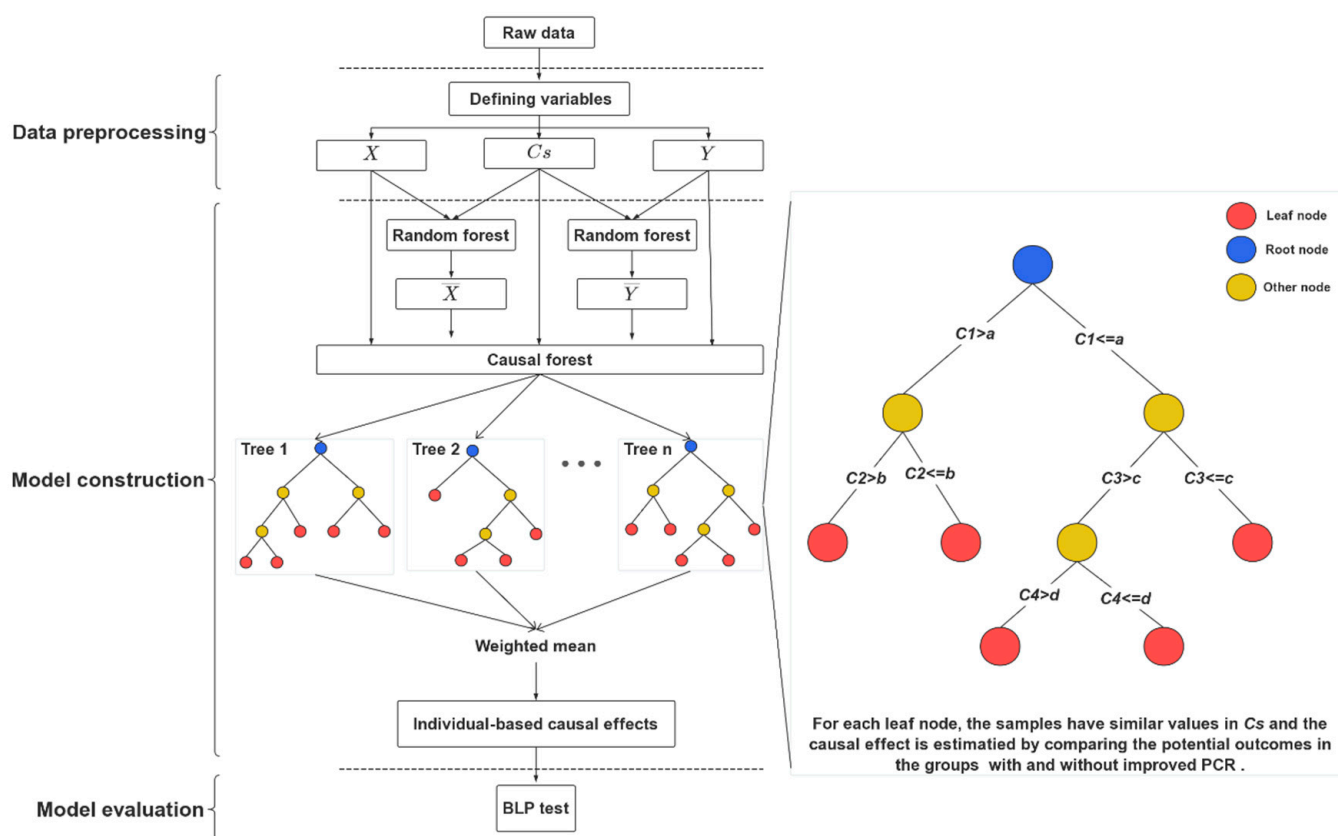 Raw data
Data preprocessing
Defining variables
X
Cs
Y
Model construction
Random forest
Random forest
X̅
Y̅
Causal forest
Tree 1
Tree 2
• • •
Tree n
Weighted mean
Individual-based causal effects
Model evaluation
BLP test
Leaf node
Root node
Other node
C1>a
C1<=a
C2>b
C2<=b
C3>c
C3<=c
C4>d
C4<=d
For each leaf node, the samples have similar values in Cs and the
causal effect is estimatied by comparing the potential outcomes in
the groups with and without improved PCR .